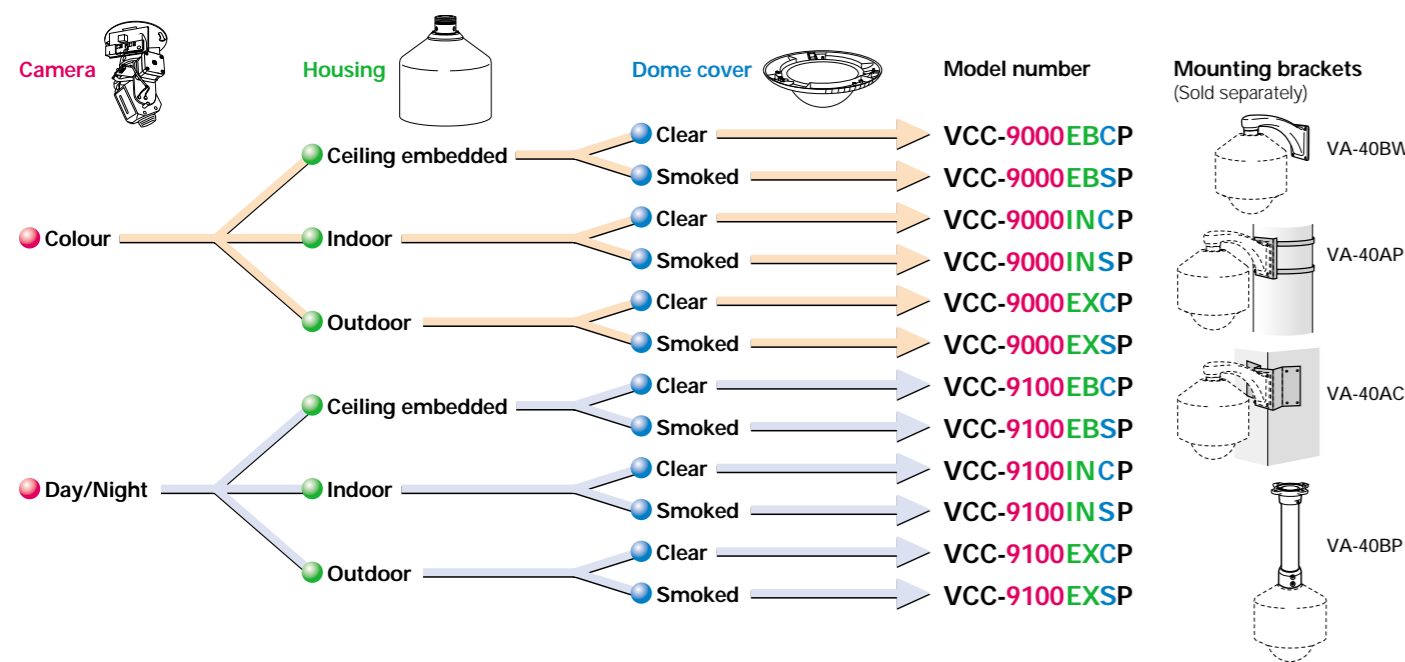 Camera
Housing
Dome cover
Model number
Mounting brackets
(Sold separately)
Colour
Ceiling embedded
Clear
VCC-9000EBCP
Smoked
VCC-9000EBSP
Indoor
Clear
VCC-9000INCP
Smoked
VCC-9000INSP
Outdoor
Clear
VCC-9000EXCP
Smoked
VCC-9000EXSP
Day/Night
Ceiling embedded
Clear
VCC-9100EBCP
Smoked
VCC-9100EBSP
Indoor
Clear
VCC-9100INCP
Smoked
VCC-9100INSP
Outdoor
Clear
VCC-9100EXCP
Smoked
VCC-9100EXSP
VA-40BW
VA-40AP
VA-40AC
VA-40BP